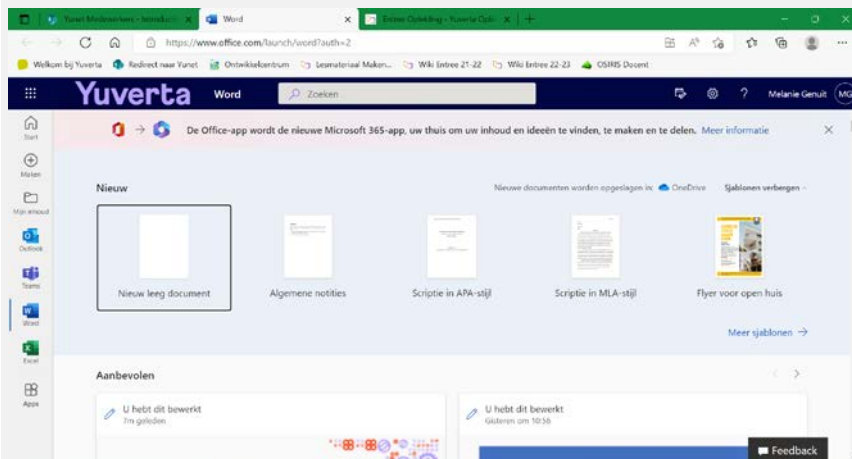 Yunet Medewerkers - Introductie
Word
Entree Opleiding - Yuverta Opleid
https://www.office.com/launch/word?auth=2
Welkom bij Yuverta
Redirect naar Yunet
Ontwikkelcentrum
Lesmateriaal Maken...
Wiki Entree 21-22
Wiki Entree 22-23
OSIRIS Docent
Yuverta
Word
Zoeken
Melanie Genuit
MG
Start
De Office-app wordt de nieuwe Microsoft 365-app, uw thuis om uw inhoud en ideeën te vinden, te maken en te delen. Meer informatie
Maken
Mijn inhoud
Outlook
Teams
Word
Excel
Apps
Nieuw
Nieuwe documenten worden opgeslagen in: OneDrive
Sjablonen verbergen
Nieuw leeg document
Algemene notities
Scriptie in APA-stijl
Scriptie in MLA-stijl
Flyer voor open huis
Meer sjablonen →
Aanbevolen
U hebt dit bewerkt
7m geleden
U hebt dit bewerkt
Gisteren om 10:56
Feedback